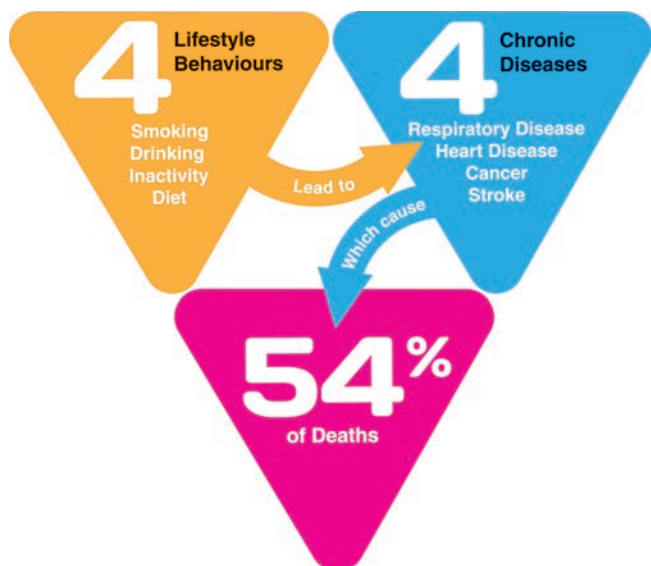 4 Lifestyle
Behaviours
Smoking
Drinking
Inactivity
Diet
Lead to
4 Chronic
Diseases
Respiratory Disease
Heart Disease
Cancer
Stroke
Which cause
54%
of Deaths